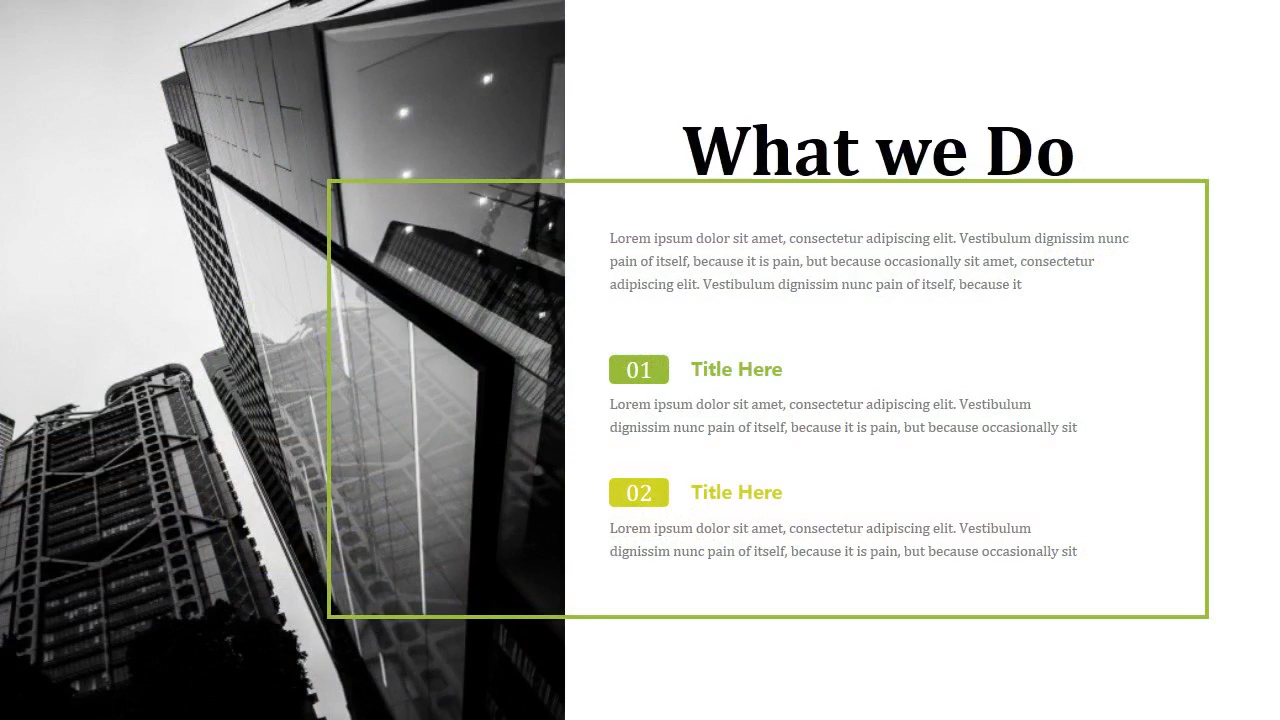 What we Do
Lorem ipsum dolor sit amet, consectetur adipiscing elit. Vestibulum dignissim nunc
pain of itself, because it is pain, but because occasionally sit amet, consectetur
adipiscing elit. Vestibulum dignissim nunc pain of itself, because it
01 Title Here
Lorem ipsum dolor sit amet, consectetur adipiscing elit. Vestibulum
dignissim nunc pain of itself, because it is pain, but because occasionally sit
02 Title Here
Lorem ipsum dolor sit amet, consectetur adipiscing elit. Vestibulum
dignissim nunc pain of itself, because it is pain, but because occasionally sit